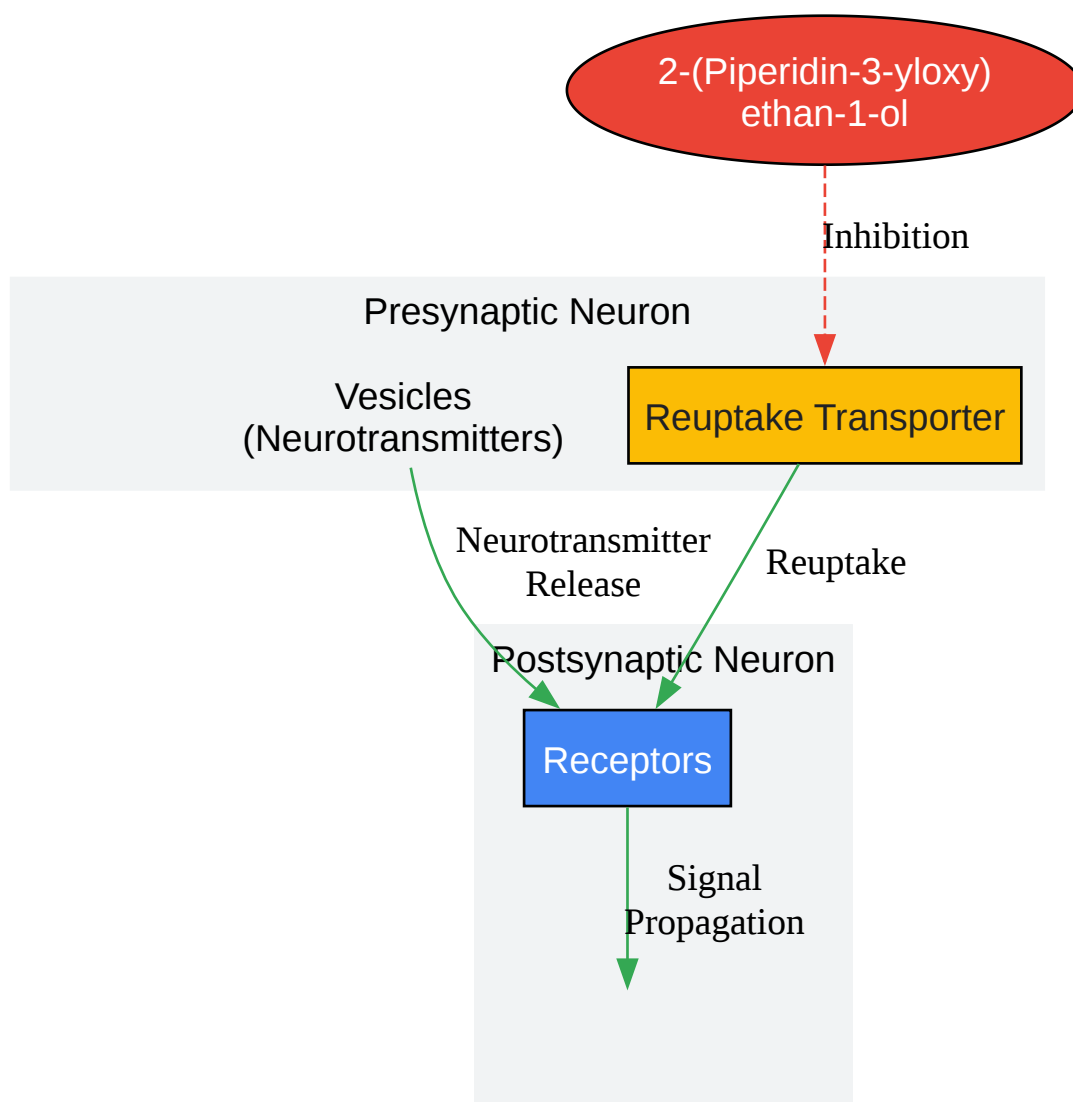 2-(Piperidin-3-yloxy)
ethan-1-ol
Inhibition
Presynaptic Neuron
Vesicles
(Neurotransmitters)
Reuptake Transporter
Neurotransmitter
Release
Reuptake
Postsynaptic Neuron
Receptors
Signal
Propagation